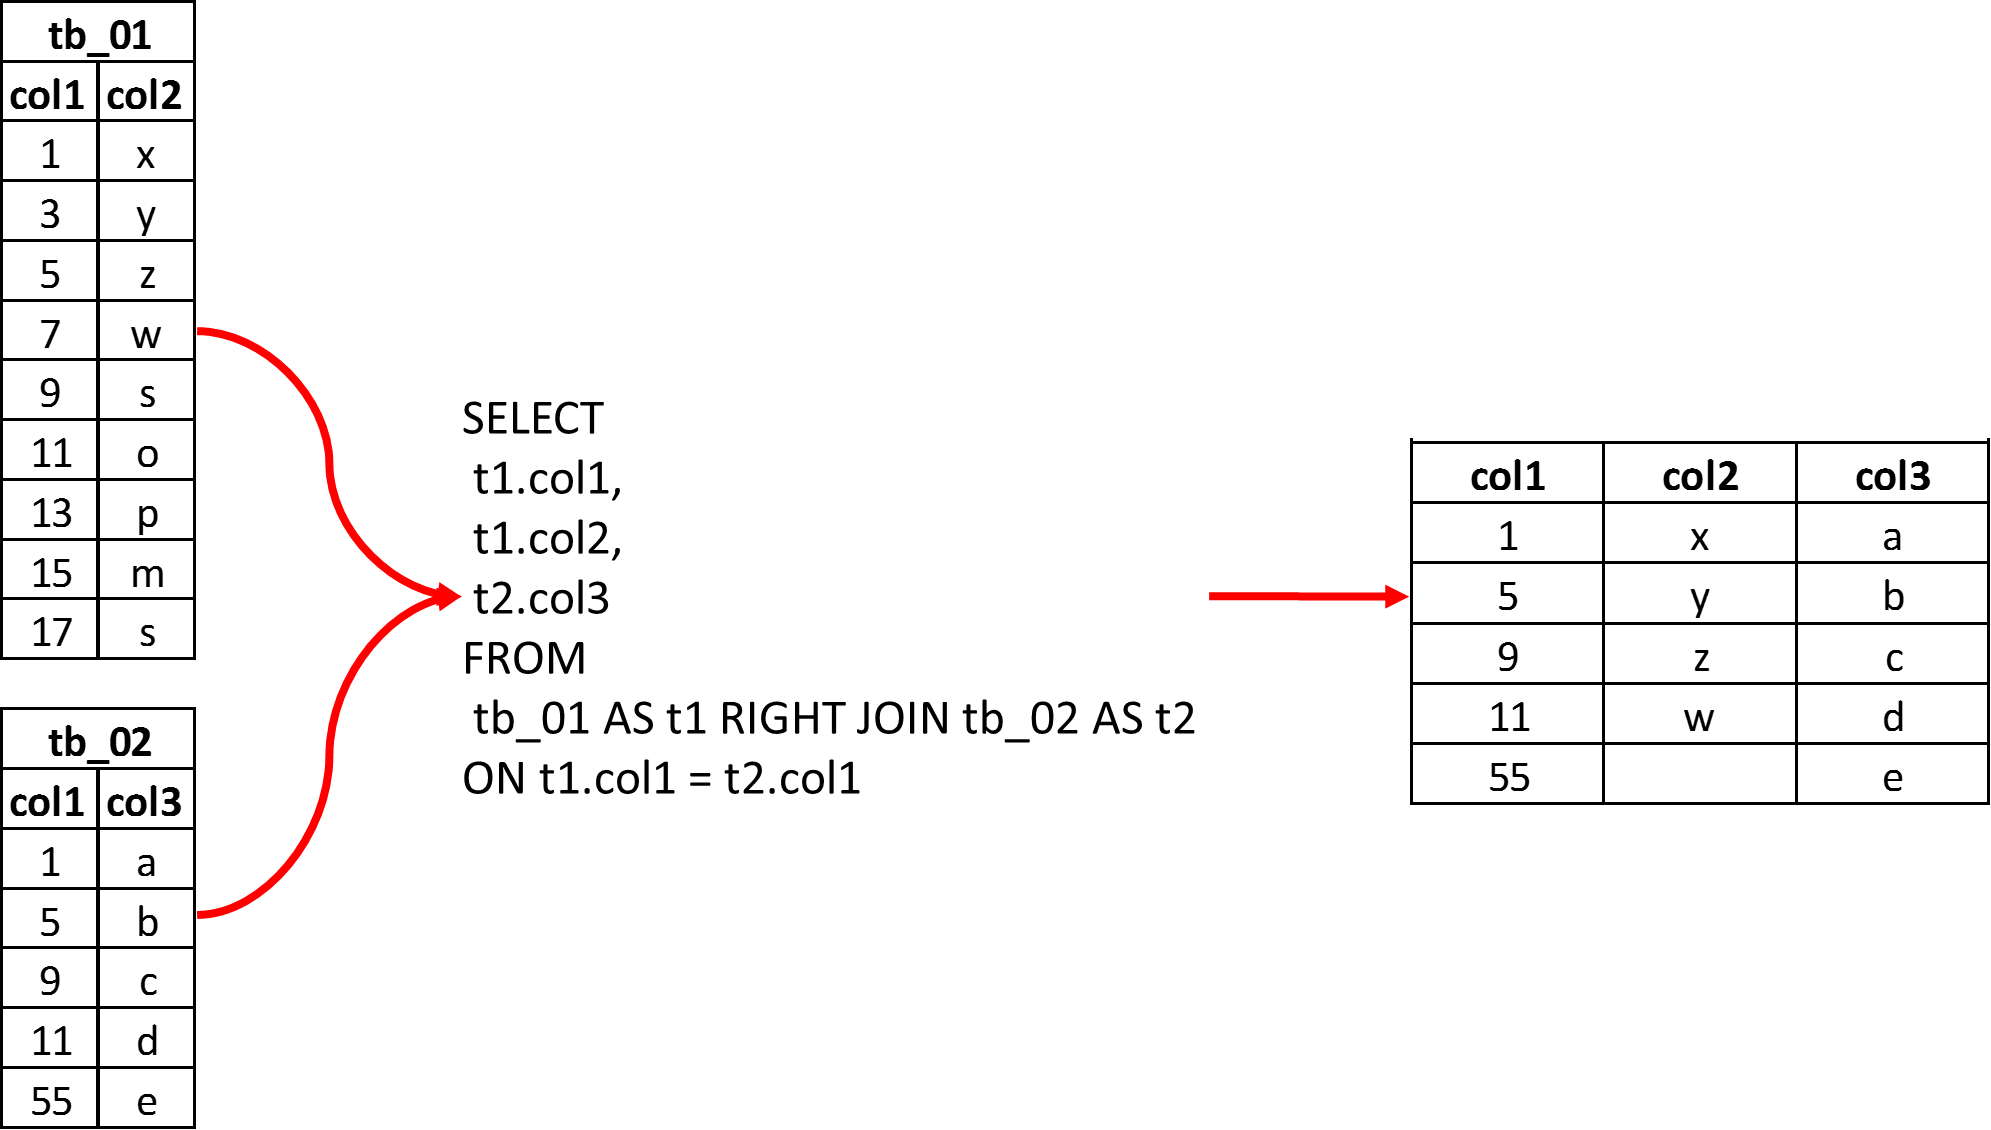 tb_01
col1 col2
1 x
3 y
5 z
7 w
9 s
11 o
13 p
15 m
17 s
tb_02
col1 col3
1 a
5 b
9 c
11 d
55 e
SELECT
t1.col1,
t1.col2,
t2.col3
FROM
tb_01 AS t1 RIGHT JOIN tb_02 AS t2
ON t1.col1 = t2.col1
col1 col2 col3
1 x a
5 y b
9 z c
11 w d
55 e